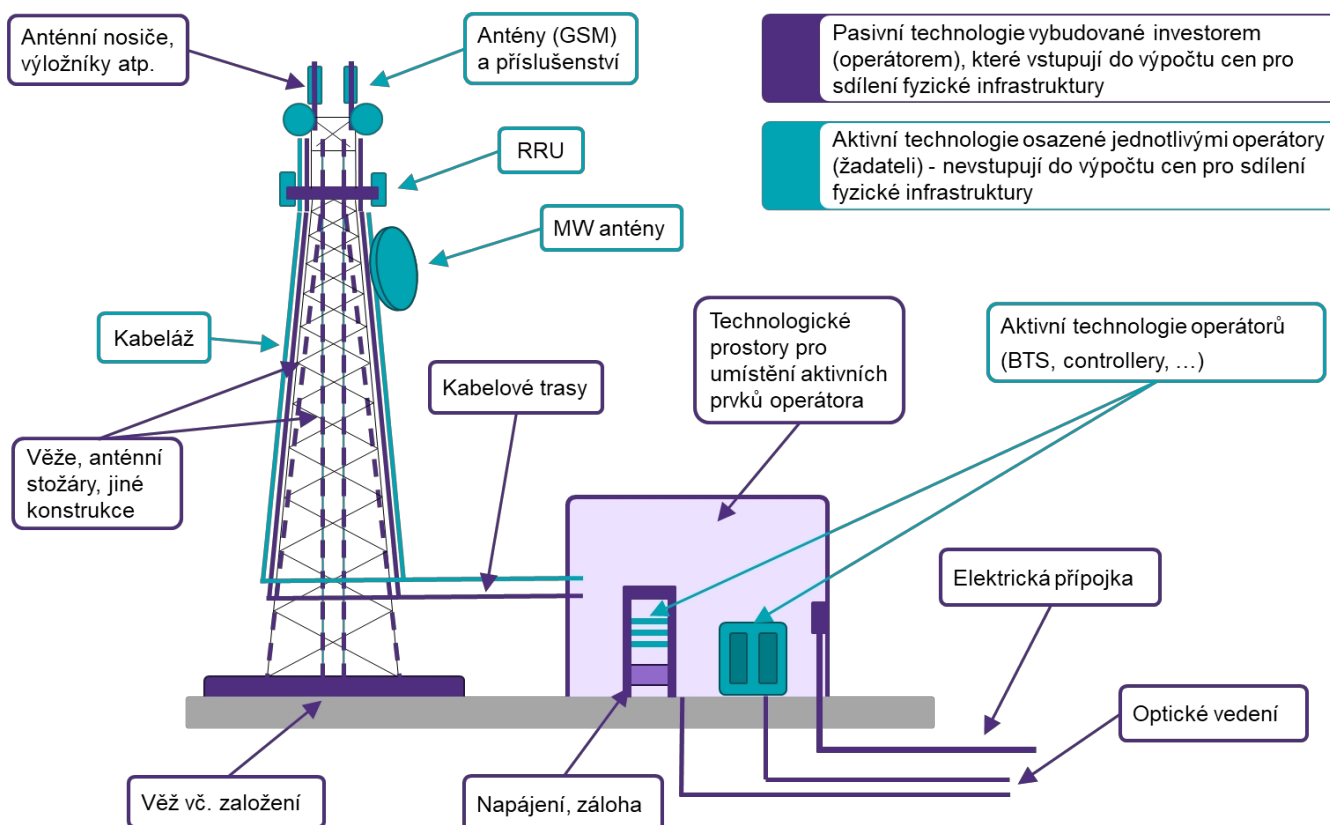 Anténní nosiče,
výložníky atp.
Antény (GSM)
a příslušenství
Pasivní technologie vybudované investorem
(operátorem), které vstupují do výpočtu cen pro
sdílení fyzické infrastruktury
Aktivní technologie osazené jednotlivými operátory
(žadateli) - nevstupují do výpočtu cen pro sdílení
fyzické infrastruktury
RRU
MW antény
Kabeláž
Kabelové trasy
Technologické
prostory pro
umístění aktivních
prvků operátora
Aktivní technologie operátorů
(BTS, controllery, …)
Věže, anténní
stožáry, jiné
konstrukce
Elektrická přípojka
Optické vedení
Věž vč. založení
Napájení, záloha